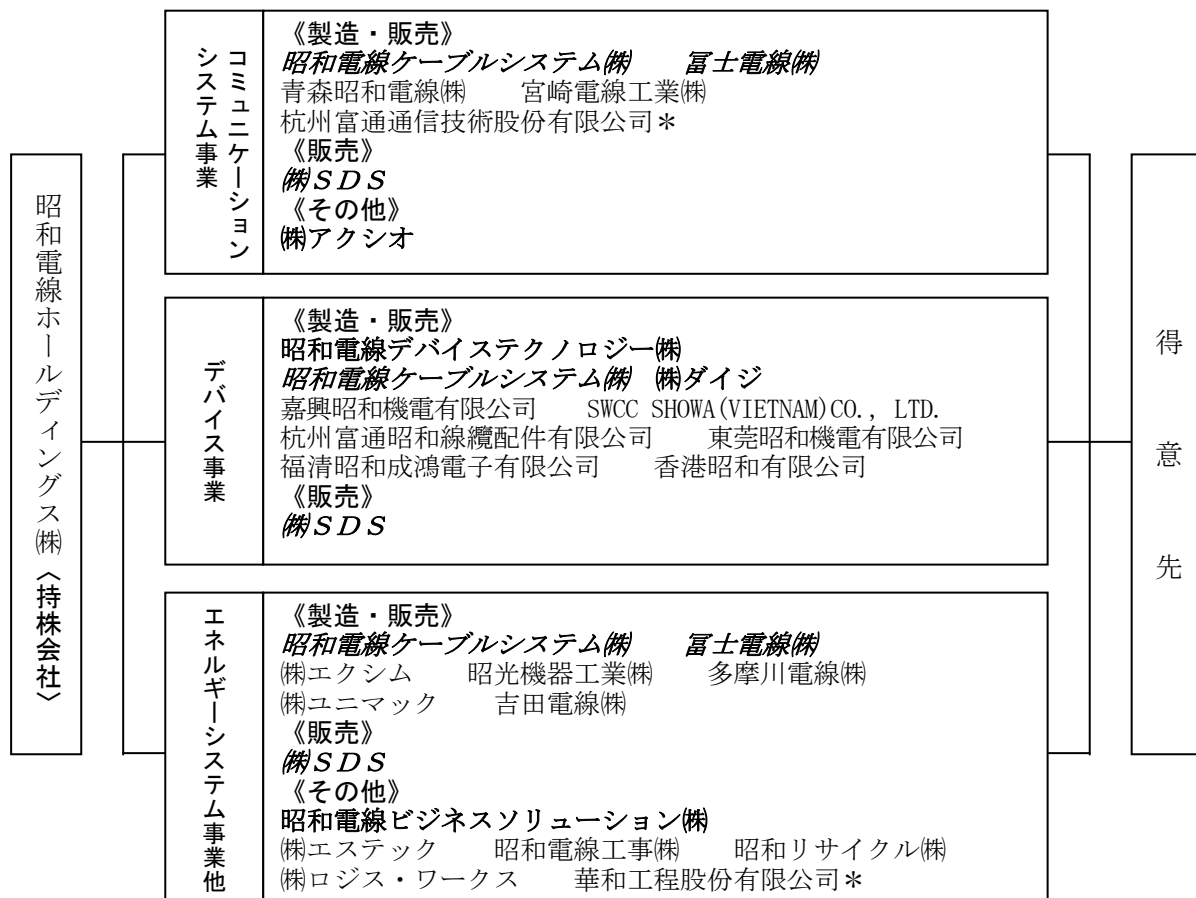 昭和電線ホールディングス㈱〈持株会社〉
コミュニケーション
システム事業
《製造・販売》
昭和電線ケーブルシステム㈱　　冨士電線㈱
青森昭和電線㈱　　宮崎電線工業㈱
杭州富通通信技術股份有限公司＊
《販売》
㈱ＳＤＳ
《その他》
㈱アクシオ
デバイス事業
《製造・販売》
昭和電線デバイステクノロジー㈱
昭和電線ケーブルシステム㈱　㈱ダイジ
嘉興昭和機電有限公司　　SWCC SHOWA(VIETNAM)CO., LTD.
杭州富通昭和線纜配件有限公司　　東莞昭和機電有限公司
福清昭和成鴻電子有限公司　　香港昭和有限公司
《販売》
㈱ＳＤＳ
エネルギーシステム事業他
《製造・販売》
昭和電線ケーブルシステム㈱　　冨士電線㈱
㈱エクシム　　昭光機器工業㈱　　多摩川電線㈱
㈱ユニマック　　吉田電線㈱
《販売》
㈱ＳＤＳ
《その他》
昭和電線ビジネスソリューション㈱
㈱エステック　　昭和電線工事㈱　　昭和リサイクル㈱
㈱ロジス・ワークス　　華和工程股份有限公司＊
得意先